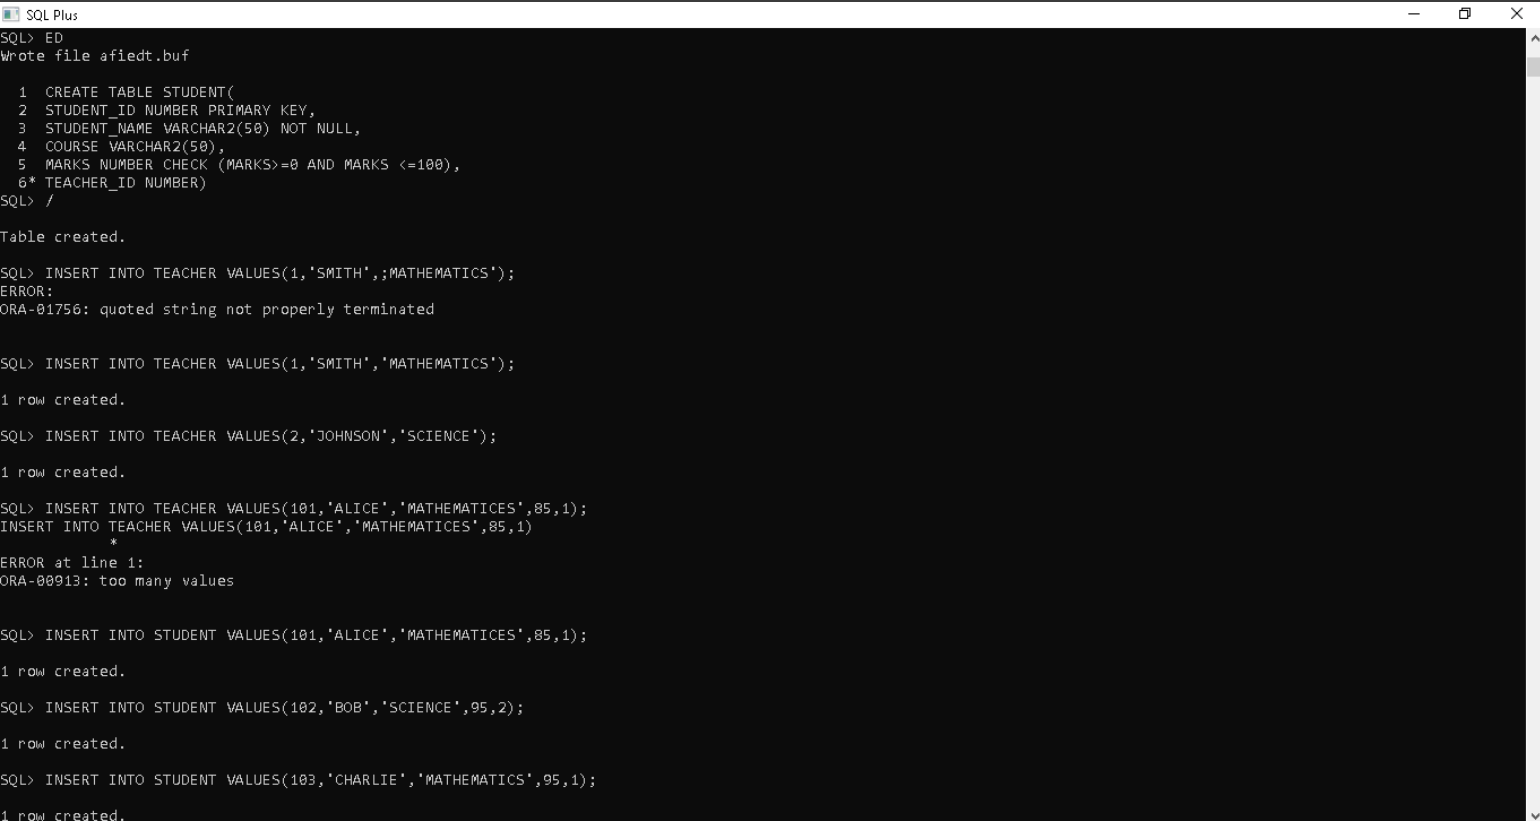 SQL Plus
SQL> ED
Wrote file afiedt.buf
1 CREATE TABLE STUDENT(
2 STUDENT_ID NUMBER PRIMARY KEY,
3 STUDENT_NAME VARCHAR2(50) NOT NULL,
4 COURSE VARCHAR2(50),
5 MARKS NUMBER CHECK (MARKS>=0 AND MARKS <=100),
6* TEACHER_ID NUMBER)
SQL> /
Table created.
SQL> INSERT INTO TEACHER VALUES(1,'SMITH',;MATHEMATICS');
ERROR:
ORA-01756: quoted string not properly terminated
SQL> INSERT INTO TEACHER VALUES(1,'SMITH','MATHEMATICS');
1 row created.
SQL> INSERT INTO TEACHER VALUES(2,'JOHNSON','SCIENCE');
1 row created.
SQL> INSERT INTO TEACHER VALUES(101,'ALICE','MATHEMATICES',85,1);
INSERT INTO TEACHER VALUES(101,'ALICE','MATHEMATICES',85,1)
*
ERROR at line 1:
ORA-00913: too many values
SQL> INSERT INTO STUDENT VALUES(101,'ALICE','MATHEMATICES',85,1);
1 row created.
SQL> INSERT INTO STUDENT VALUES(102,'BOB','SCIENCE',95,2);
1 row created.
SQL> INSERT INTO STUDENT VALUES(103,'CHARLIE','MATHEMATICS',95,1);
1 row created.